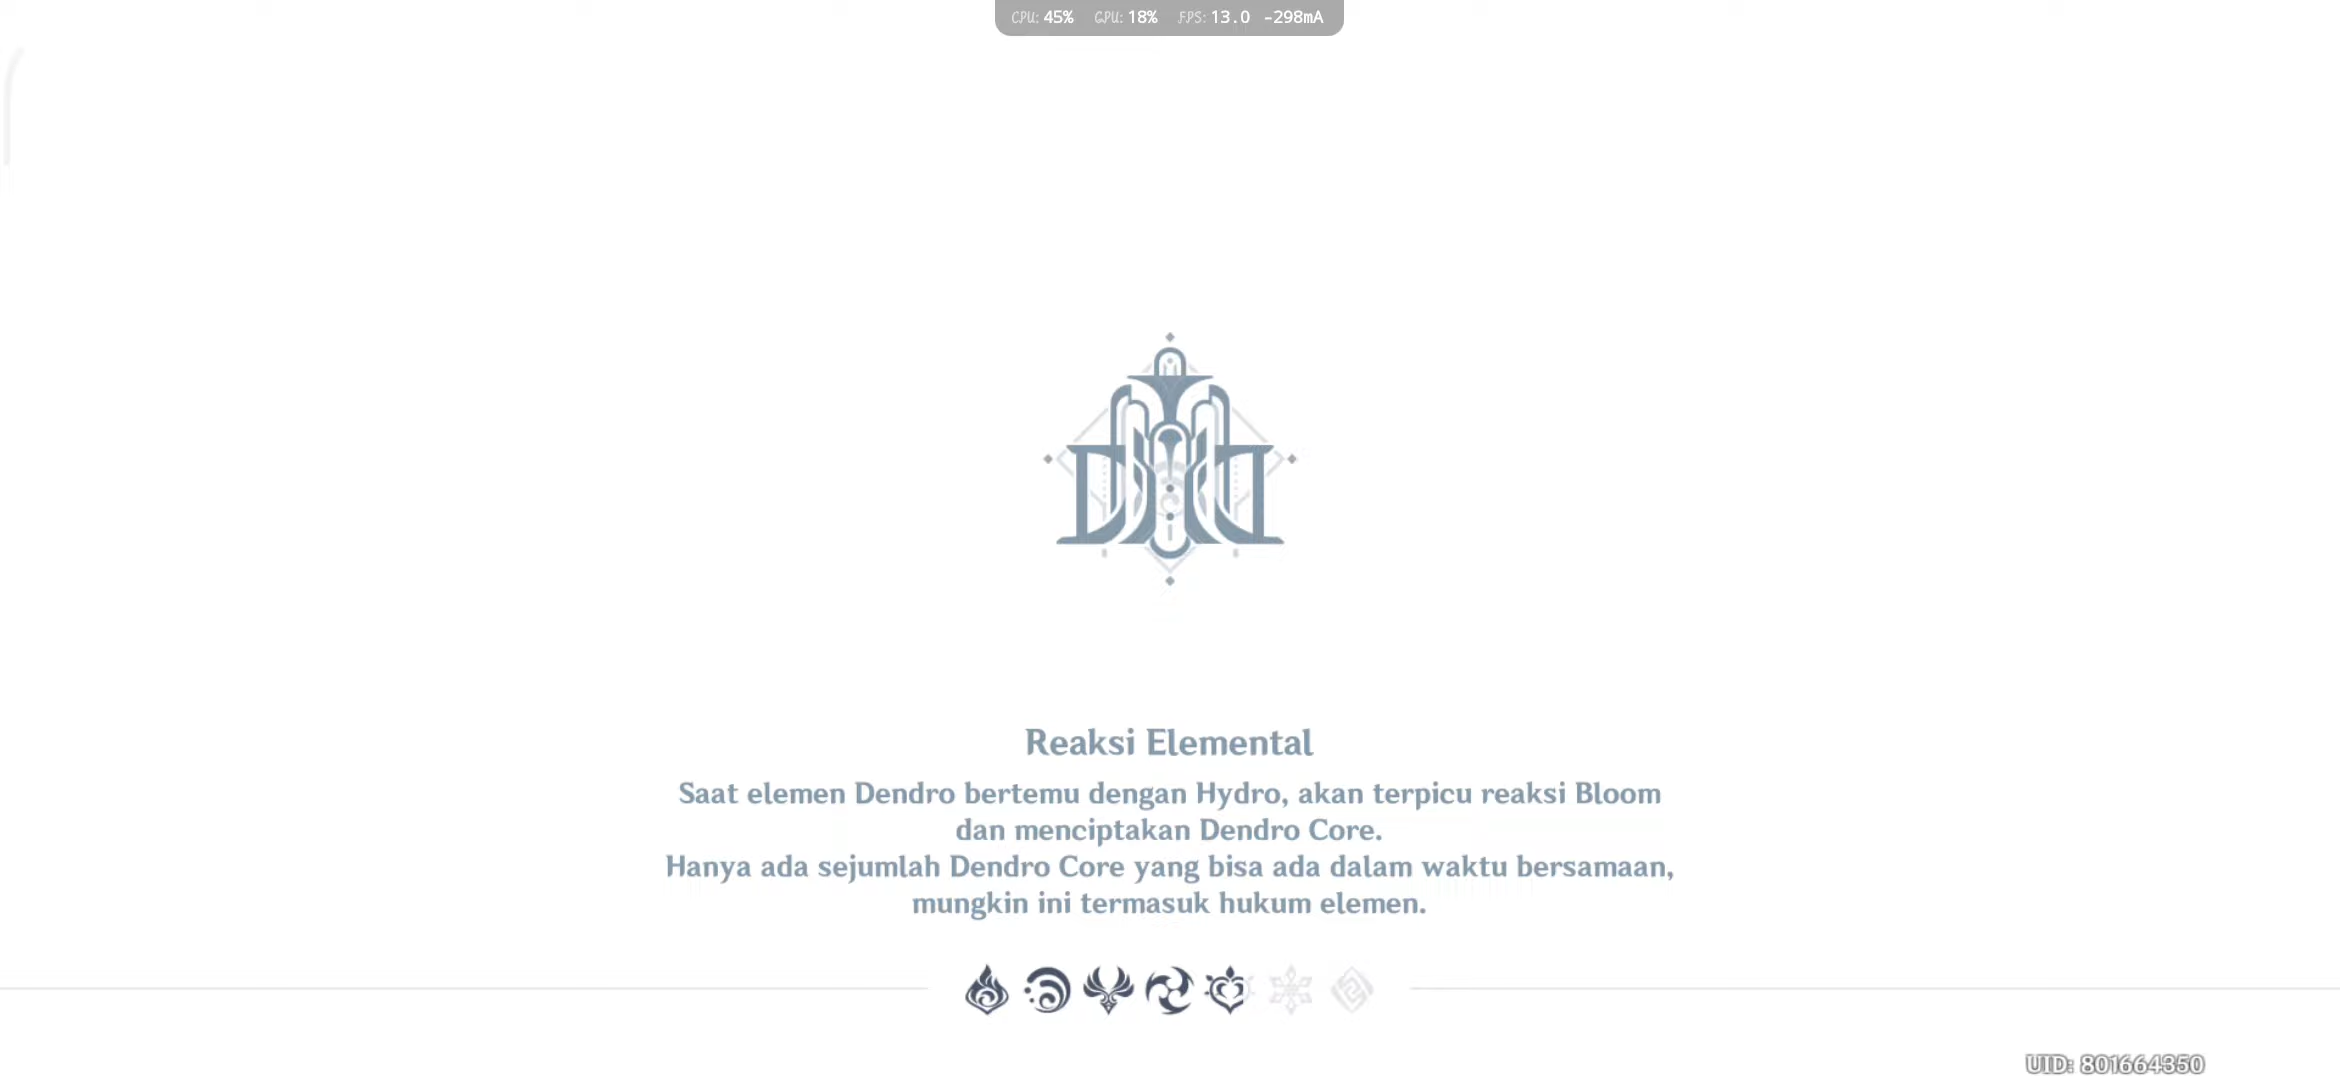 CPU: 45% GPU: 18% FPS: 13.0 -298mA
Reaksi Elemental
Saat elemen Dendro bertemu dengan Hydro, akan terpicu reaksi Bloom
dan menciptakan Dendro Core.
Hanya ada sejumlah Dendro Core yang bisa ada dalam waktu bersamaan,
mungkin ini termasuk hukum elemen.
UID: 801664350